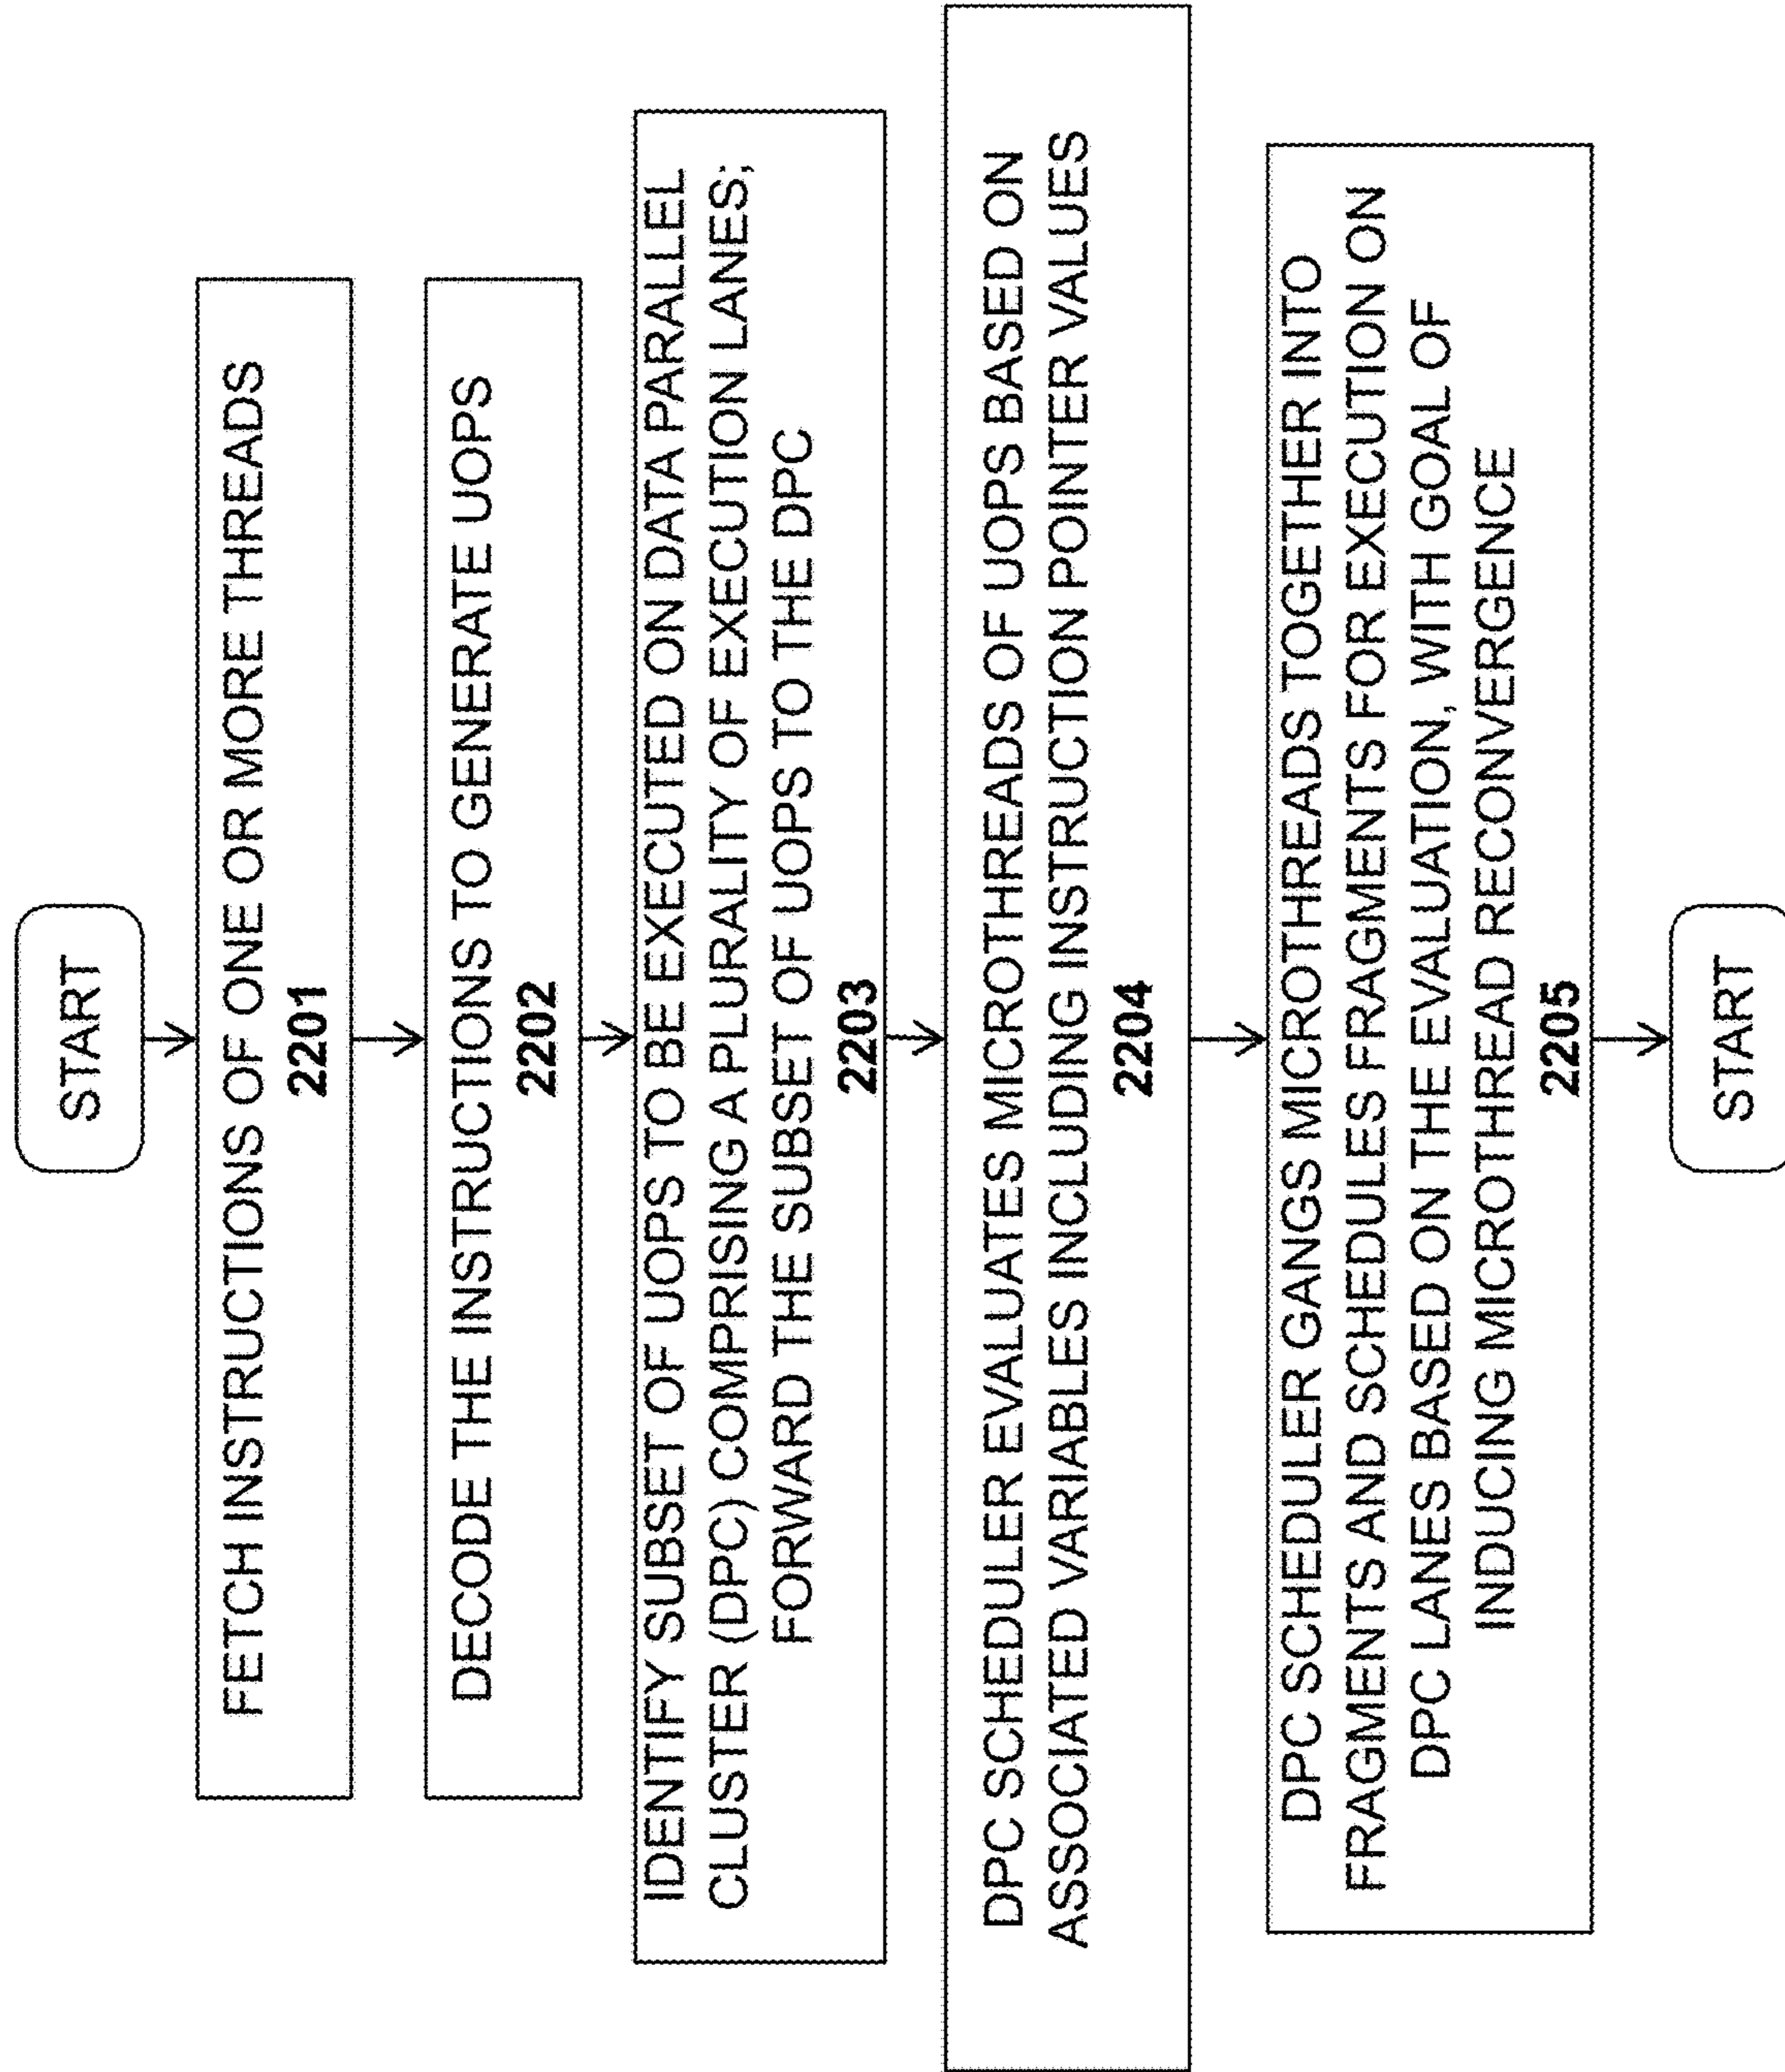 START
FETCH INSTRUCTIONS OF ONE OR MORE THREADS
2201
DECODE THE INSTRUCTIONS TO GENERATE UOPS
2202
IDENTIFY SUBSET OF UOPS TO BE EXECUTED ON DATA PARALLEL
CLUSTER (DPC) COMPRISING A PLURALITY OF EXECUTION LANES;
FORWARD THE SUBSET OF UOPS TO THE DPC
2203
DPC SCHEDULER EVALUATES MICROTHREADS OF UOPS BASED ON
ASSOCIATED VARIABLES INCLUDING INSTRUCTION POINTER VALUES
2204
DPC SCHEDULER GANGS MICROTHREADS TOGETHER INTO
FRAGMENTS AND SCHEDULES FRAGMENTS FOR EXECUTION ON
DPC LANES BASED ON THE EVALUATION, WITH GOAL OF
INDUCING MICROTHREAD RECONVERGENCE
2205
START